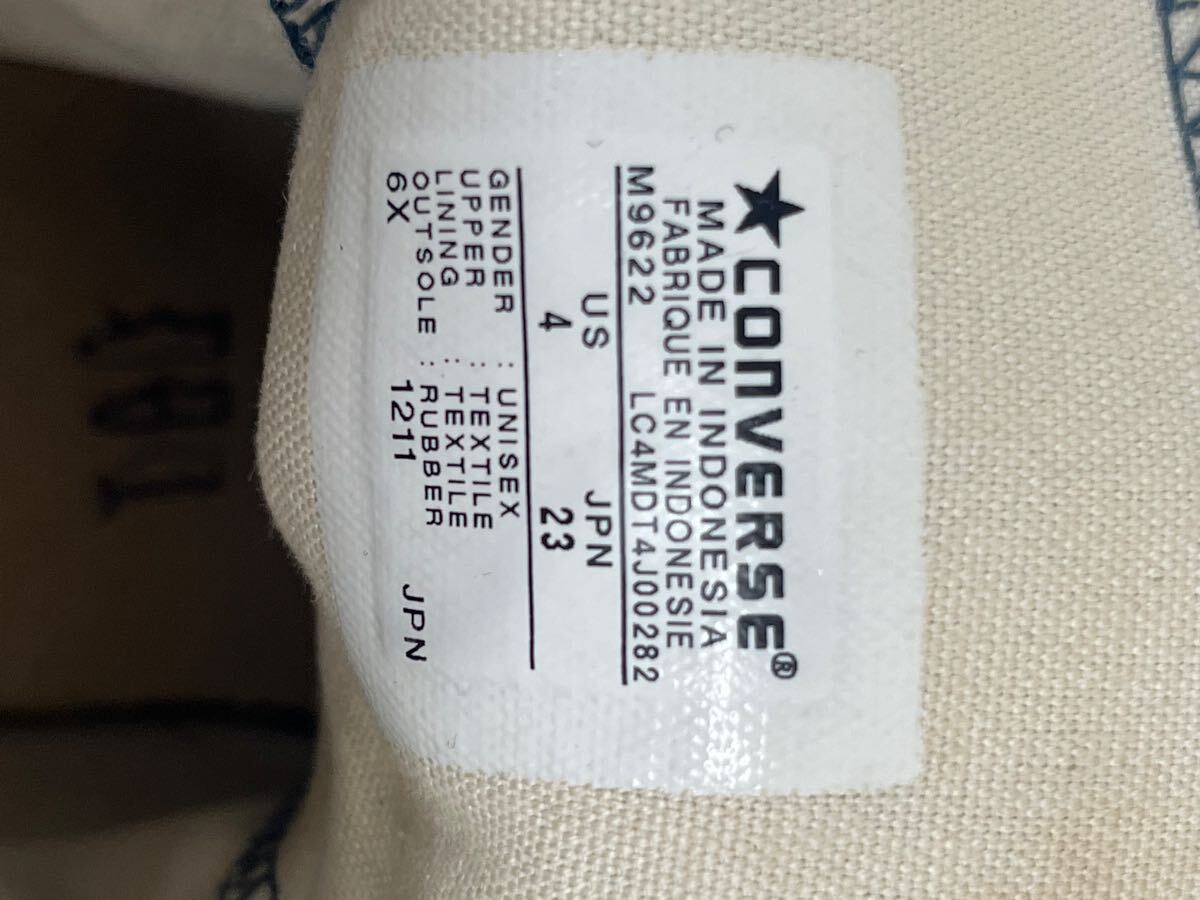 ★CONVERSE®
MADE IN INDONESIA
FABRIQUE EN INDONESIE
M9622 LC4MDT4J00282
US JPN
4 23
GENDER : UNISEX
UPPER : TEXTILE
LINING : TEXTILE
OUTSOLE : RUBBER
6X 1211 JPN